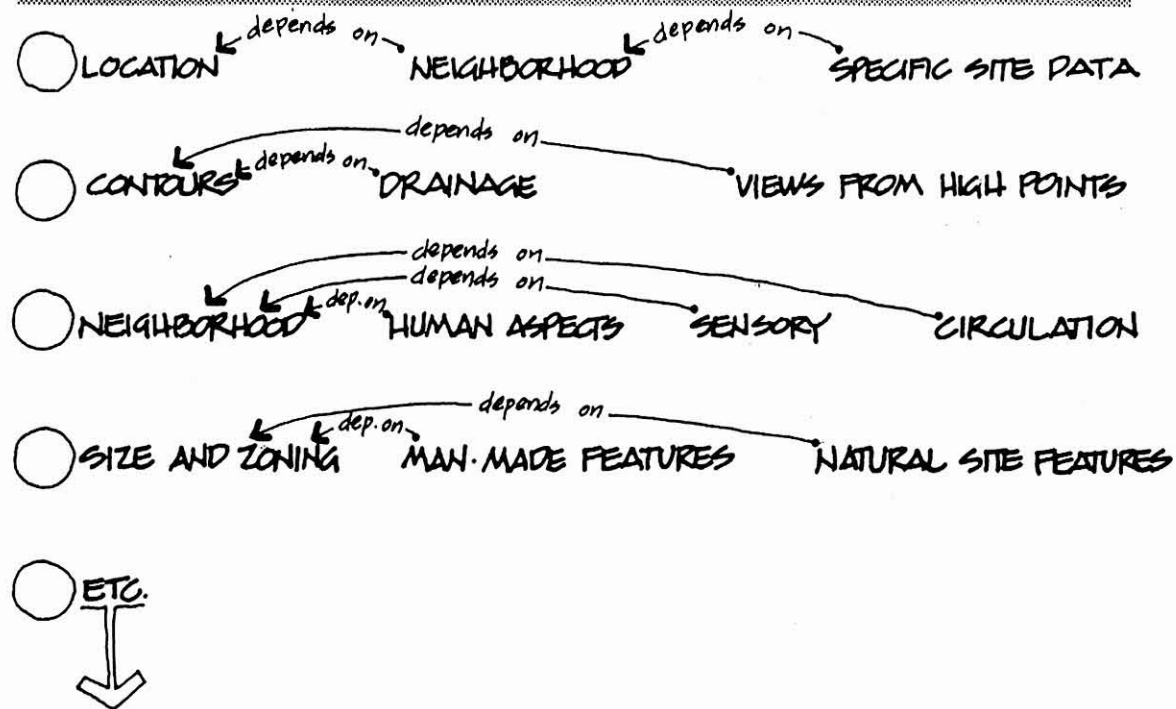 depends on depends on
LOCATION NEIGHBORHOOD SPECIFIC SITE DATA
depends on
depends on
CONTOURS DRAINAGE VIEWS FROM HIGH POINTS
depends on
depends on
dep. on
NEIGHBORHOOD HUMAN ASPECTS SENSORY CIRCULATION
depends on
dep. on
SIZE AND ZONING MAN-MADE FEATURES NATURAL SITE FEATURES
ETC.